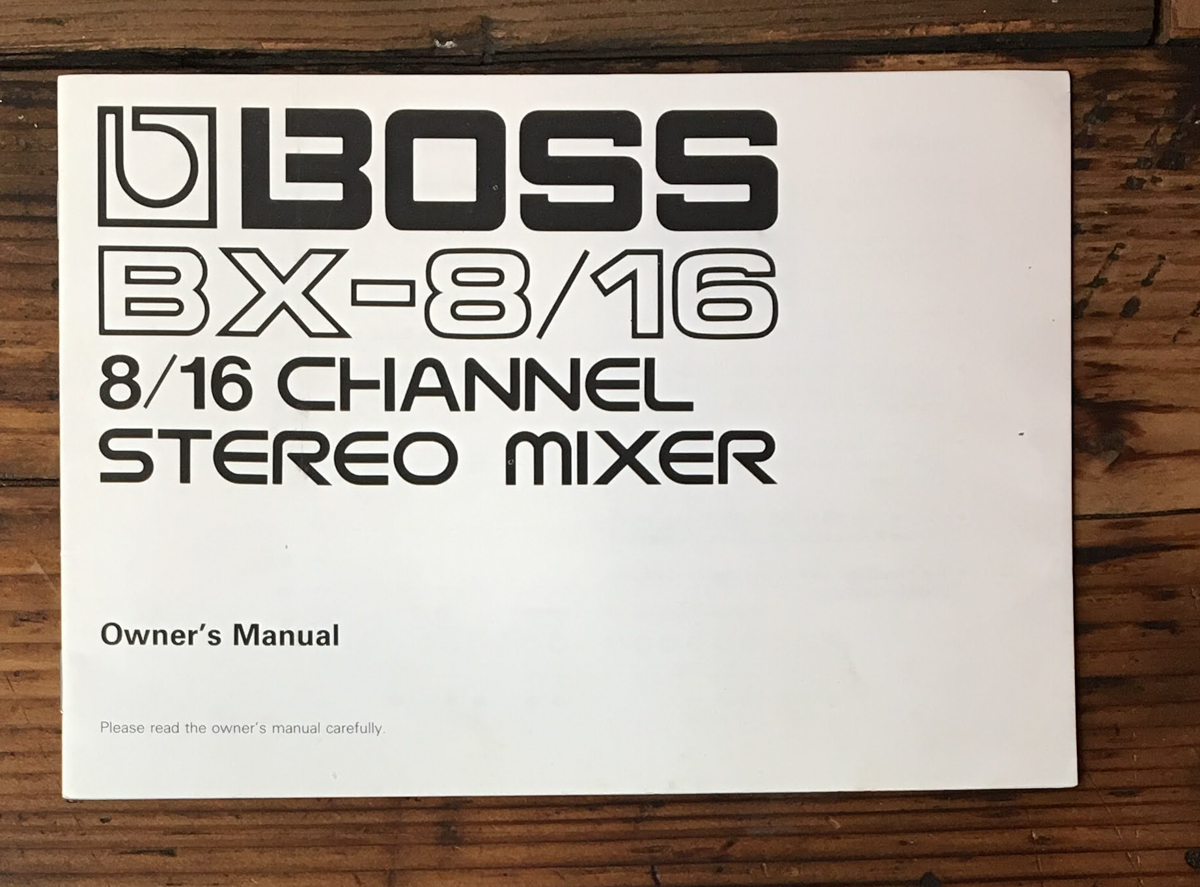 BOSS
BX-8/16
8/16 CHANNEL
STEREO MIXER
Owner's Manual
Please read the owner's manual carefully.